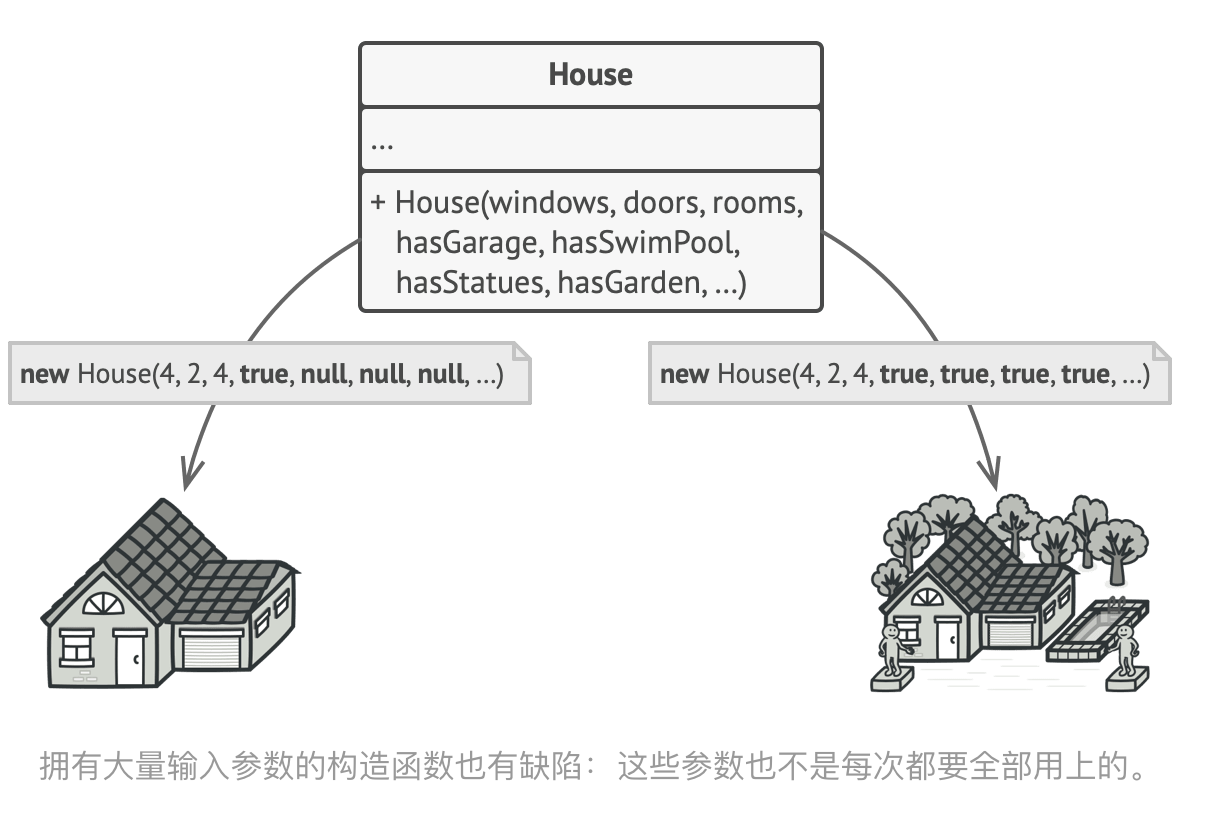 House
...
+ House(windows, doors, rooms,
hasGarage, hasSwimPool,
hasStatues, hasGarden, ...)
new House(4, 2, 4, true, null, null, null, ...)
new House(4, 2, 4, true, true, true, true, ...)
拥有大量输入参数的构造函数也有缺陷： 这些参数也不是每次都要全部用上的。